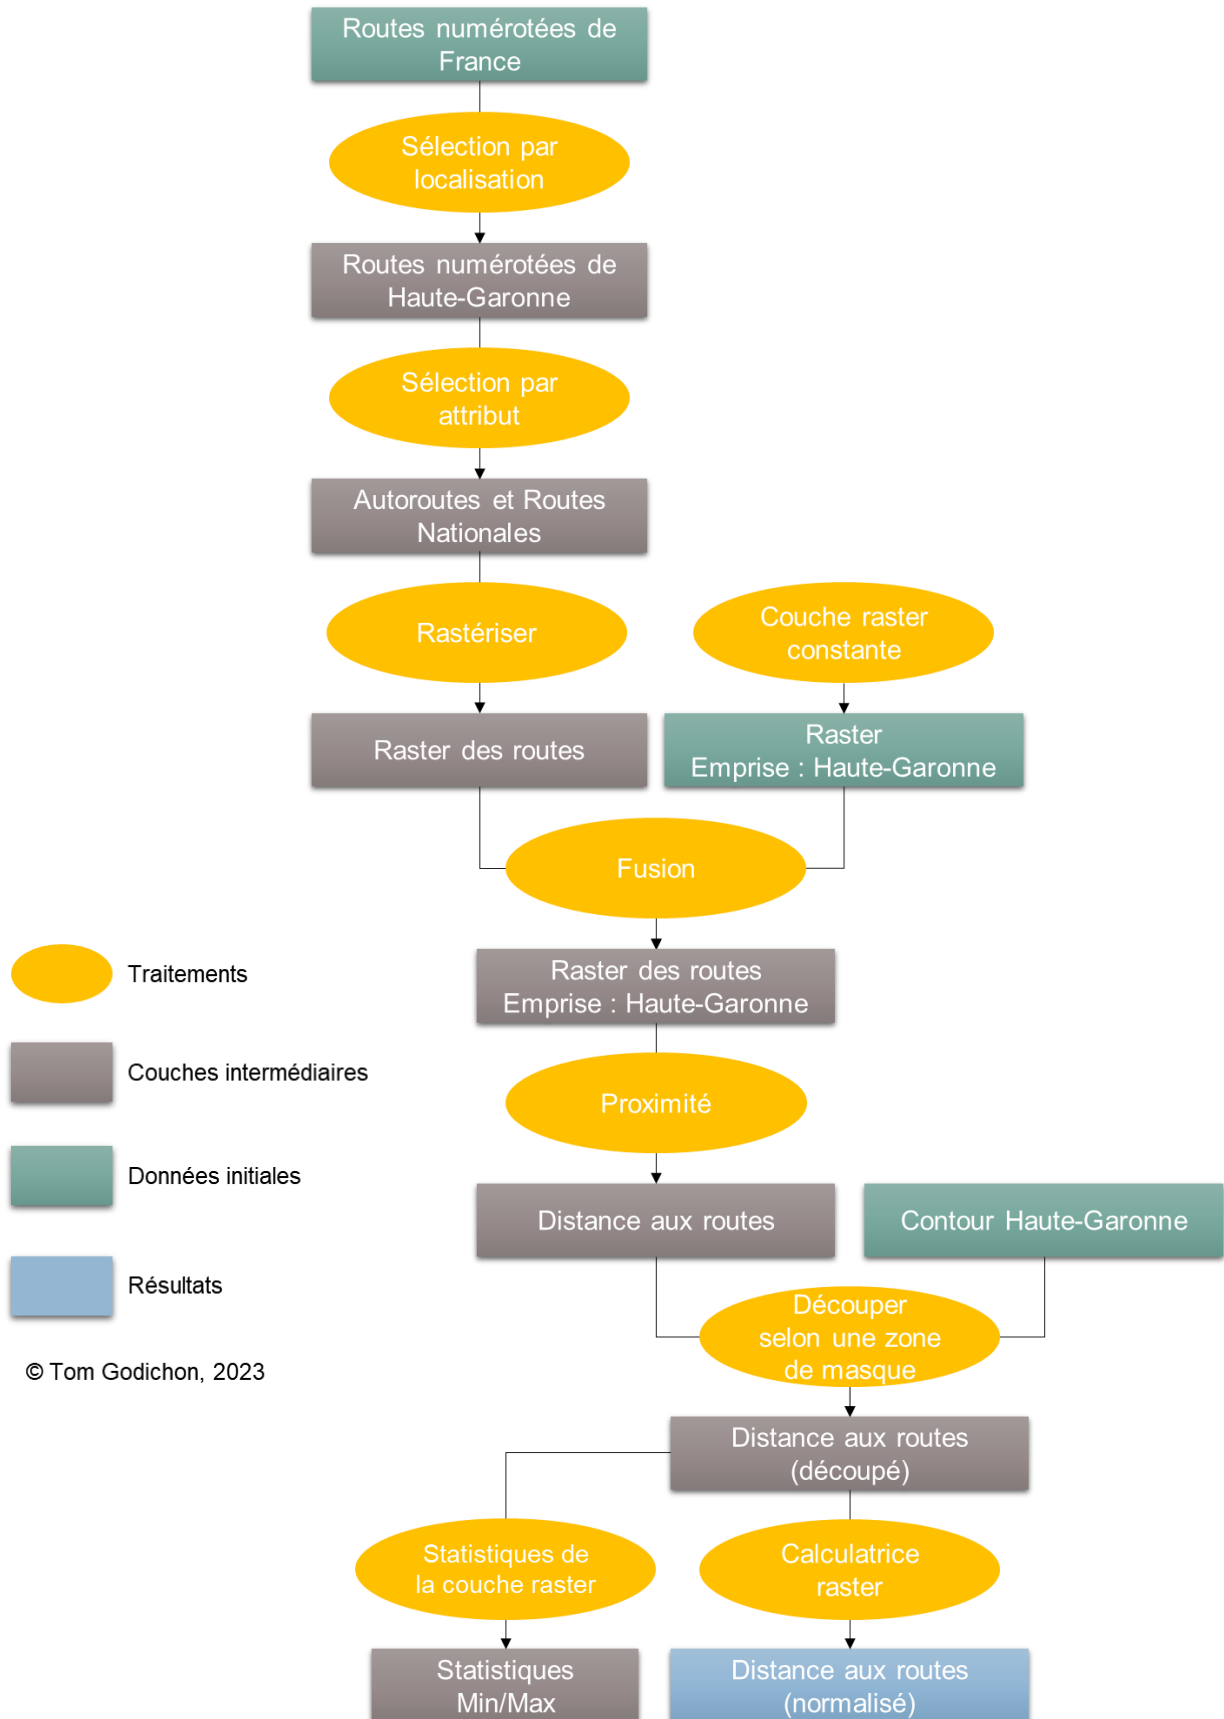 Routes numérotées de
France
Sélection par
localisation
Routes numérotées de
Haute-Garonne
Sélection par
attribut
Autoroutes et Routes
Nationales
Rastériser
Couche raster
constante
Raster des routes
Raster
Emprise : Haute-Garonne
Fusion
Raster des routes
Emprise : Haute-Garonne
Proximité
Distance aux routes
Contour Haute-Garonne
Découper
selon une zone
de masque
Distance aux routes
(découpé)
Statistiques de
la couche raster
Calculatrice
raster
Statistiques
Min/Max
Distance aux routes
(normalisé)
Traitements
Couches intermédiaires
Données initiales
Résultats
© Tom Godichon, 2023